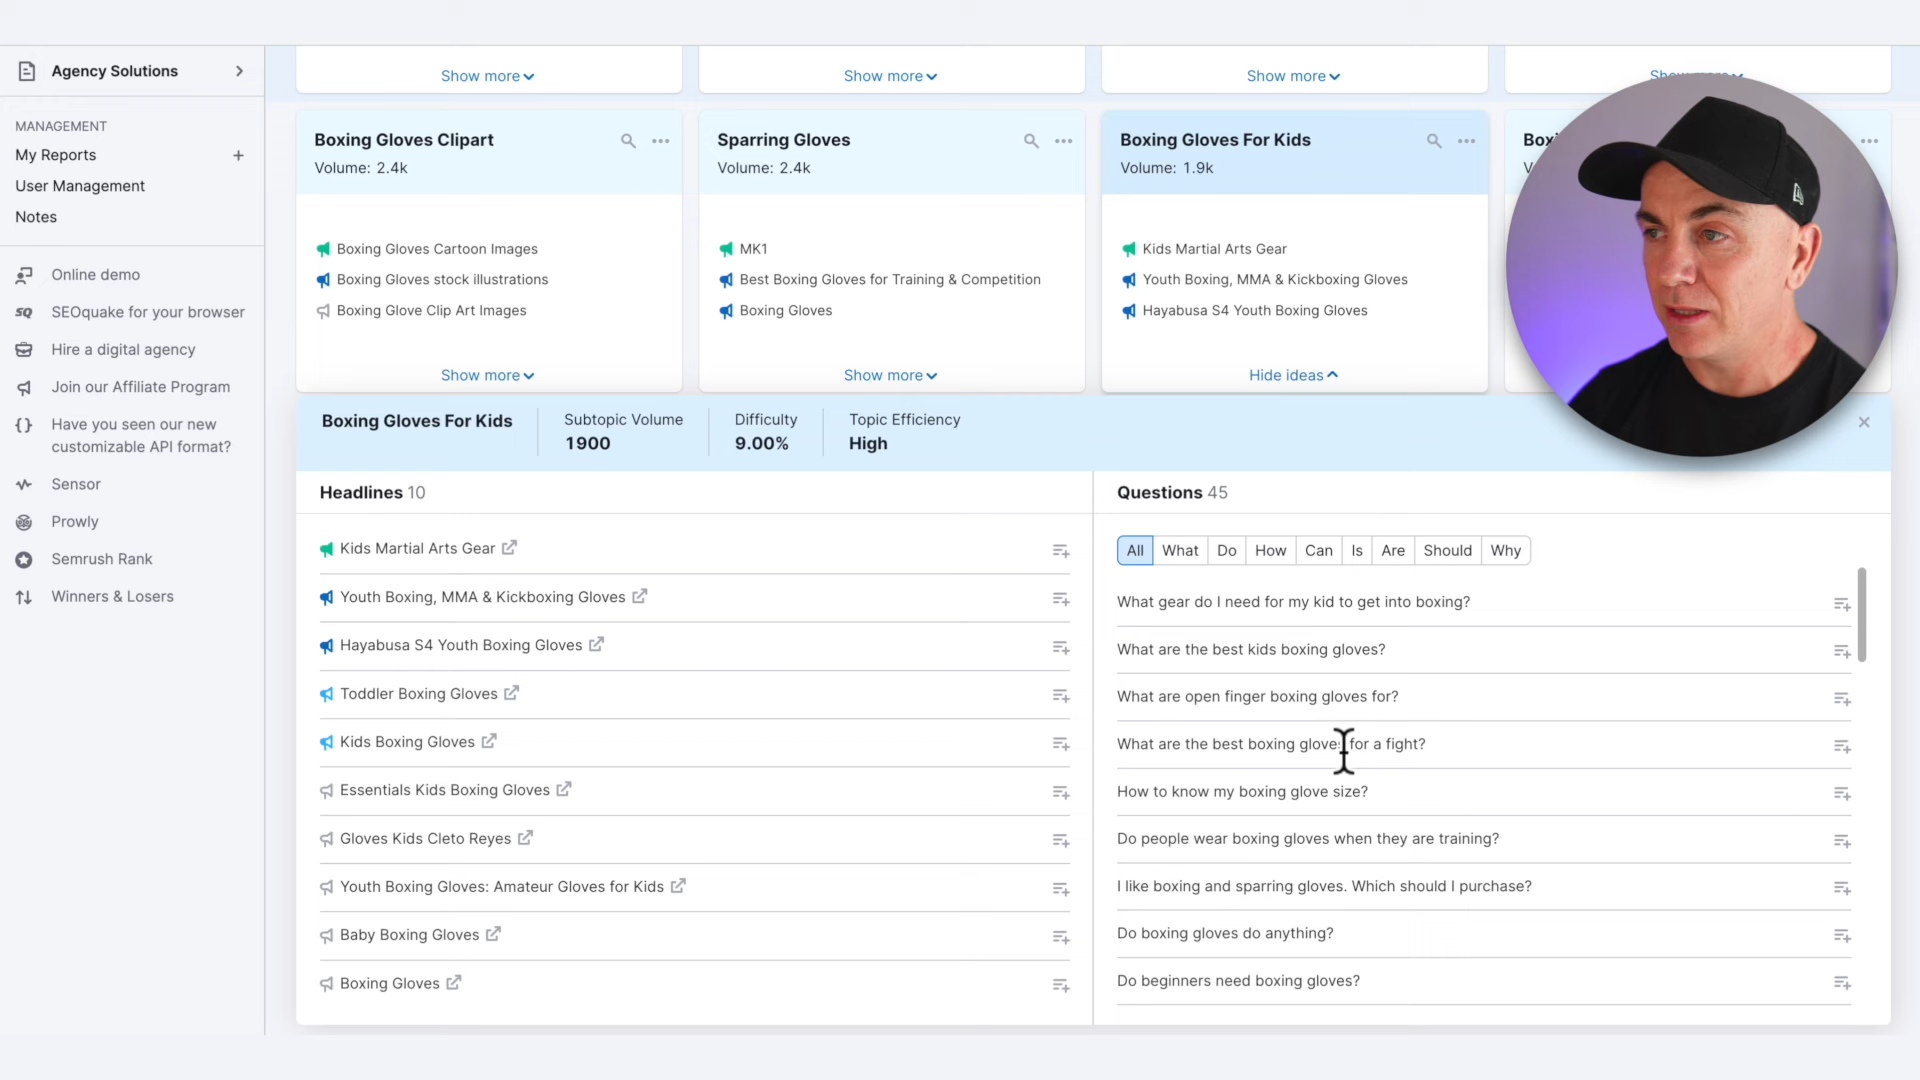 Agency Solutions
MANAGEMENT
My Reports
User Management
Notes
Online demo
SEOquake for your browser
Hire a digital agency
Join our Affiliate Program
Have you seen our new
customizable API format?
Sensor
Prowly
Semrush Rank
Winners & Losers
Show more
Show more
Show more
Boxing Gloves Clipart
Volume: 2.4k
Boxing Gloves Cartoon Images
Boxing Gloves stock illustrations
Boxing Glove Clip Art Images
Show more
Sparring Gloves
Volume: 2.4k
MK1
Best Boxing Gloves for Training & Competition
Boxing Gloves
Show more
Boxing Gloves For Kids
Volume: 1.9k
Kids Martial Arts Gear
Youth Boxing, MMA & Kickboxing Gloves
Hayabusa S4 Youth Boxing Gloves
Hide ideas
Boxing Gloves For Kids
Subtopic Volume
1900
Difficulty
9.00%
Topic Efficiency
High
Headlines 10
Kids Martial Arts Gear
Youth Boxing, MMA & Kickboxing Gloves
Hayabusa S4 Youth Boxing Gloves
Toddler Boxing Gloves
Kids Boxing Gloves
Essentials Kids Boxing Gloves
Gloves Kids Cleto Reyes
Youth Boxing Gloves: Amateur Gloves for Kids
Baby Boxing Gloves
Boxing Gloves
Questions 45
All What Do How Can Is Are Should Why
What gear do I need for my kid to get into boxing?
What are the best kids boxing gloves?
What are open finger boxing gloves for?
What are the best boxing gloves for a fight?
How to know my boxing glove size?
Do people wear boxing gloves when they are training?
I like boxing and sparring gloves. Which should I purchase?
Do boxing gloves do anything?
Do beginners need boxing gloves?